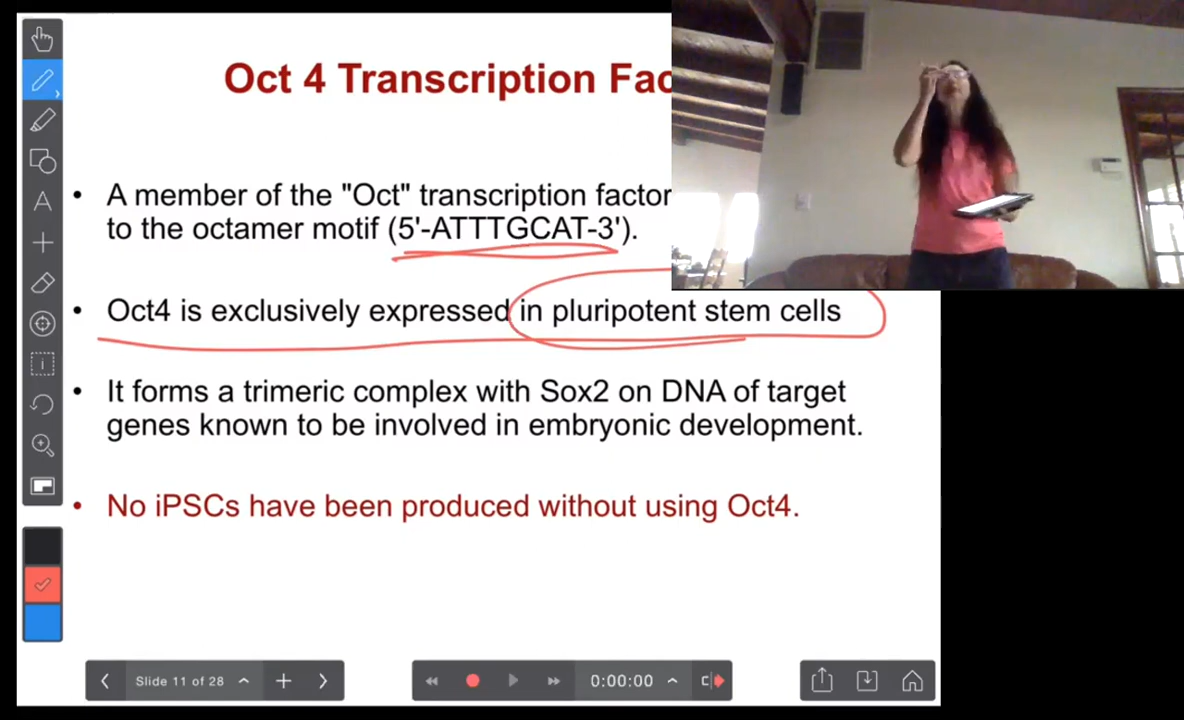 Oct 4 Transcription Fac
• A member of the "Oct" transcription factor
to the octamer motif (5'-ATTTGCAT-3').
• Oct4 is exclusively expressed in pluripotent stem cells
• It forms a trimeric complex with Sox2 on DNA of target
genes known to be involved in embryonic development.
• No iPSCs have been produced without using Oct4.
Slide 11 of 28
0:00:00